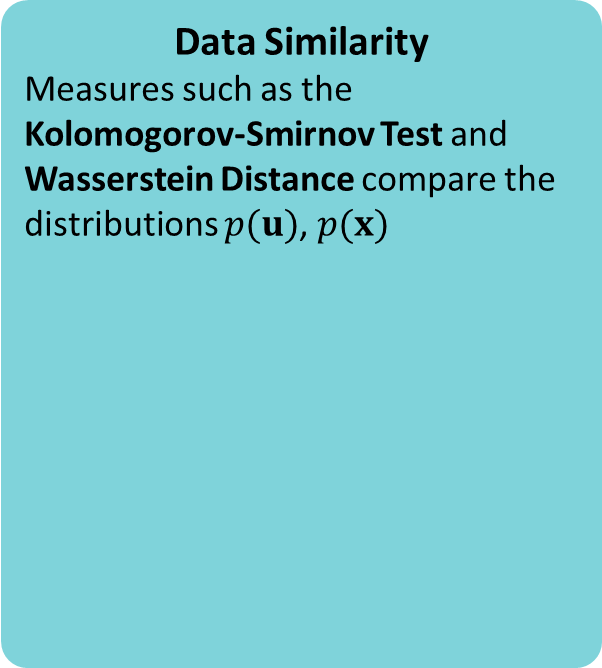 Data Similarity
Measures such as the
Kolomogorov-Smirnov Test and
Wasserstein Distance compare the
distributions p(u), p(x)